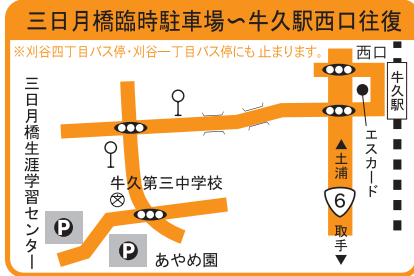 三日月橋臨時駐車場〜牛久駅西口往復
※刈谷四丁目バス停・刈谷一丁目バス停にも止まります。
西口
牛久駅
エスカード
▲土浦
6
取手▼
三日月橋生涯学習センター
牛久第三中学校
P
P
あやめ園